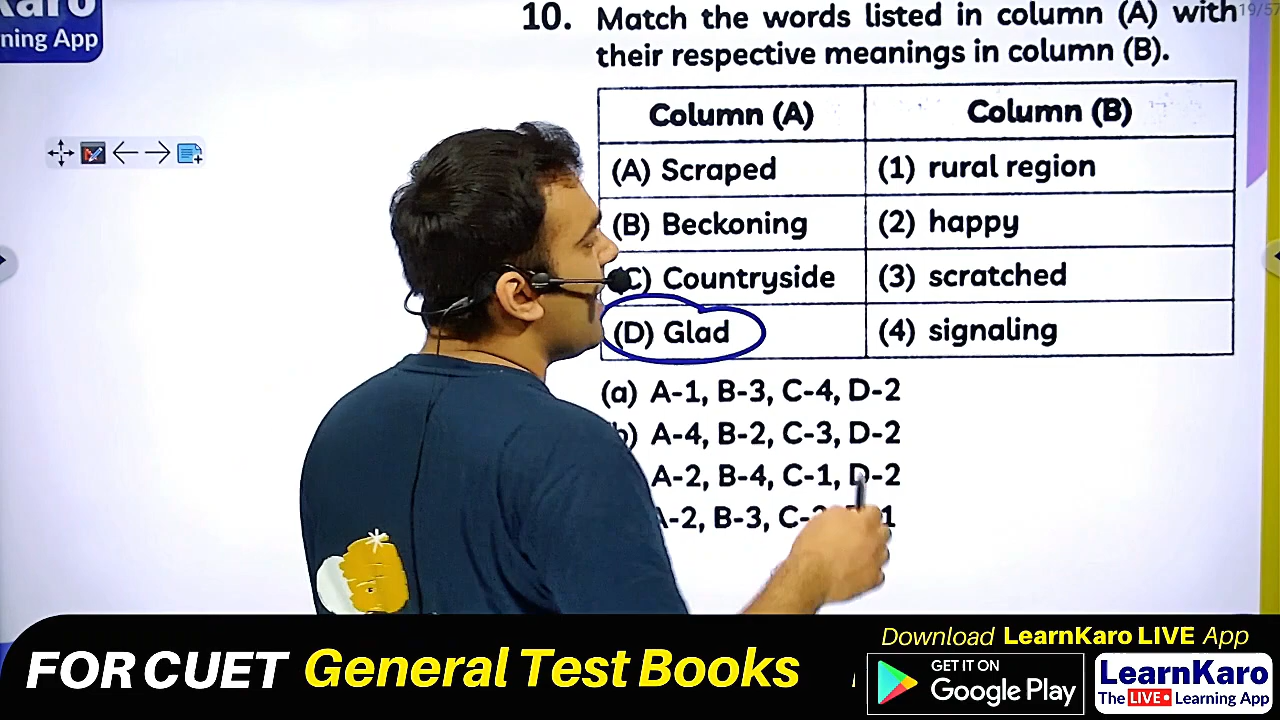 Karo
ning App
19/57
10. Match the words listed in column (A) with
their respective meanings in column (B).
Column (A) Column (B)
(A) Scraped (1) rural region
(B) Beckoning (2) happy
C) Countryside (3) scratched
(D) Glad (4) signaling
(a) A-1, B-3, C-4, D-2
b) A-4, B-2, C-3, D-2
A-2, B-4, C-1, D-2
A-2, B-3, 1
FOR CUET General Test Books
Download LearnKaro LIVE App
GET IT ON
Google Play
LearnKaro
The LIVE Learning App